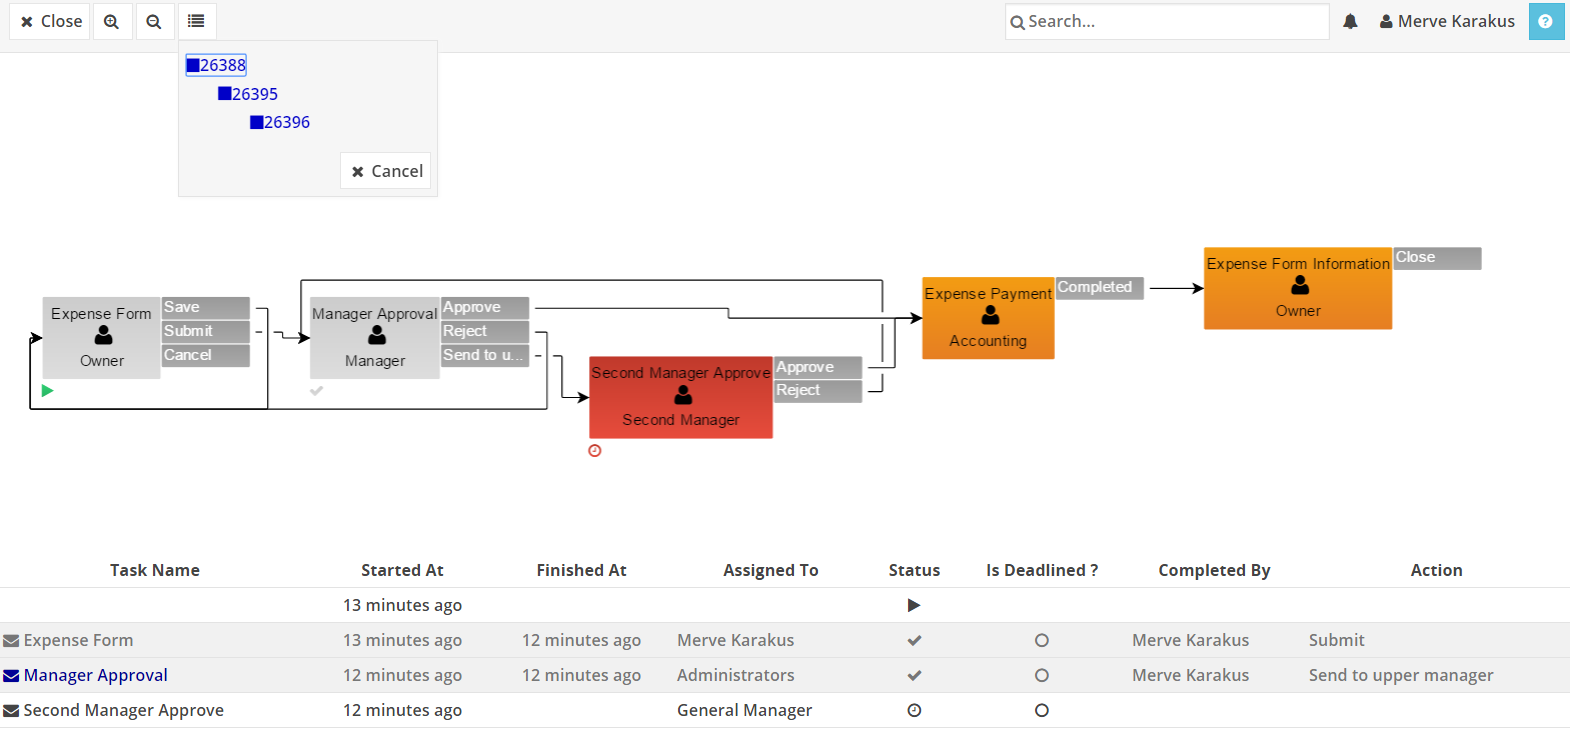 Close
Search...
Merve Karakus
26388
26395
26396
Cancel
Expense Form
Owner
Save
Submit
Cancel
Manager Approval
Manager
Approve
Reject
Send to u...
Second Manager Approve
Second Manager
Approve
Reject
Expense Payment
Accounting
Completed
Expense Form Information
Owner
Close
Task Name Started At Finished At Assigned To Status Is Deadlined ? Completed By Action
13 minutes ago
Expense Form 13 minutes ago 12 minutes ago Merve Karakus Merve Karakus Submit
Manager Approval 12 minutes ago 12 minutes ago Administrators Merve Karakus Send to upper manager
Second Manager Approve 12 minutes ago General Manager